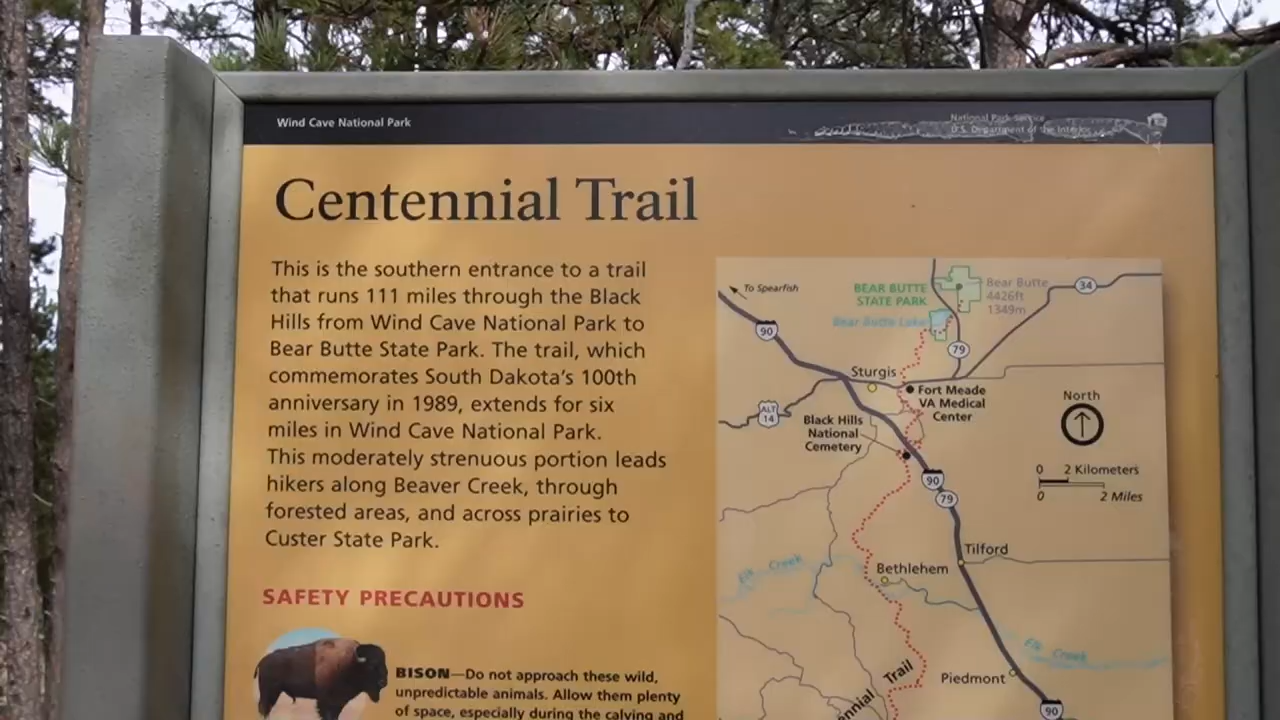 Wind Cave National Park
National Park Service
U.S. Department of the Interior
Centennial Trail
This is the southern entrance to a trail
that runs 111 miles through the Black
Hills from Wind Cave National Park to
Bear Butte State Park. The trail, which
commemorates South Dakota's 100th
anniversary in 1989, extends for six
miles in Wind Cave National Park.
This moderately strenuous portion leads
hikers along Beaver Creek, through
forested areas, and across prairies to
Custer State Park.
SAFETY PRECAUTIONS
BISON—Do not approach these wild,
unpredictable animals. Allow them plenty
of space, especially during the calving and
To Spearfish
90
BEAR BUTTE
STATE PARK
Bear Butte Lake
Bear Butte
4426ft
1349m
34
79
Sturgis
Fort Meade
VA Medical
Center
ALT
14
Black Hills
National
Cemetery
North
0 2 Kilometers
0 2 Miles
90
79
Tilford
Elk Creek
Bethlehem
Elk Creek
Piedmont
nnial Trail
90